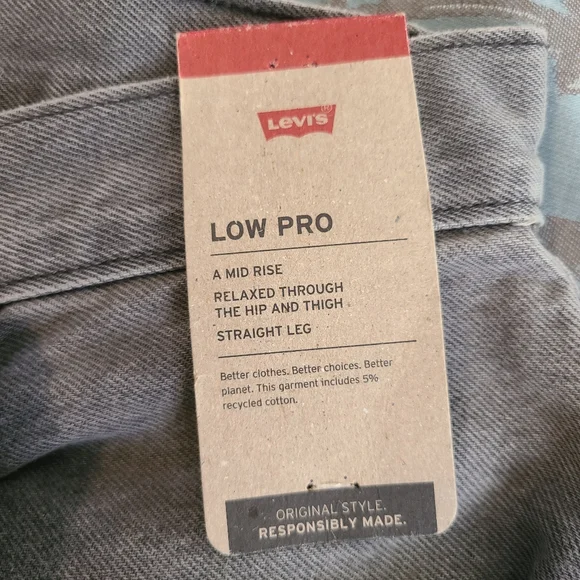 Levi's
LOW PRO
A MID RISE
RELAXED THROUGH
THE HIP AND THIGH
STRAIGHT LEG
Better clothes. Better choices. Better
planet. This garment includes 5%
recycled cotton.
ORIGINAL STYLE.
RESPONSIBLY MADE.